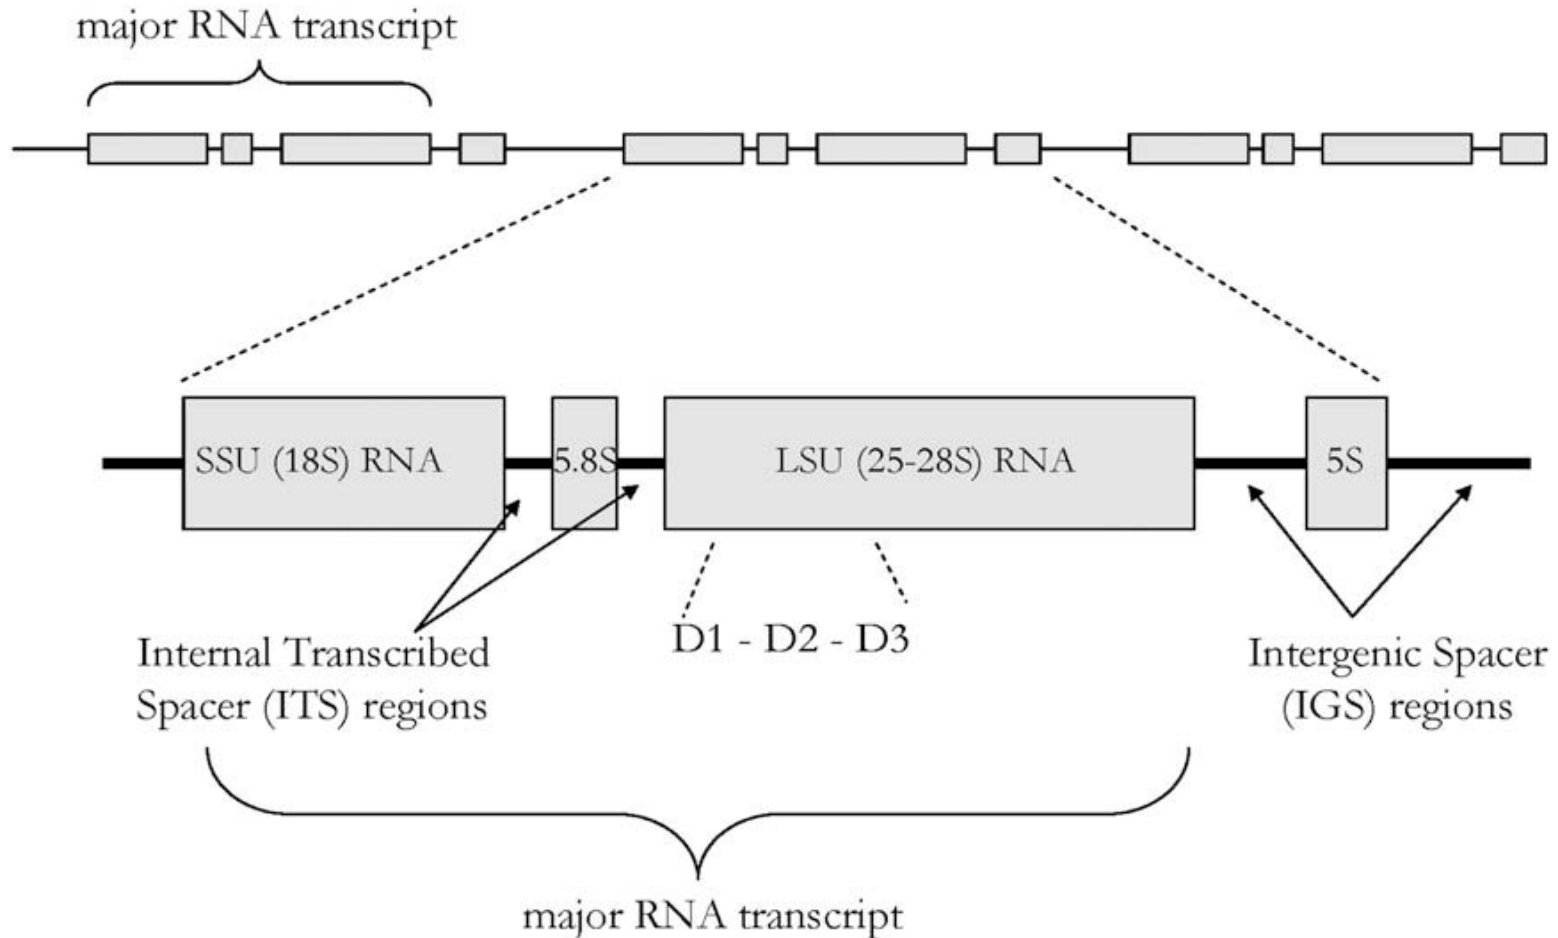 major RNA transcript
SSU (18S) RNA
5.8S
LSU (25-28S) RNA
5S
D1 - D2 - D3
Internal Transcribed
Spacer (ITS) regions
Intergenic Spacer
(IGS) regions
major RNA transcript